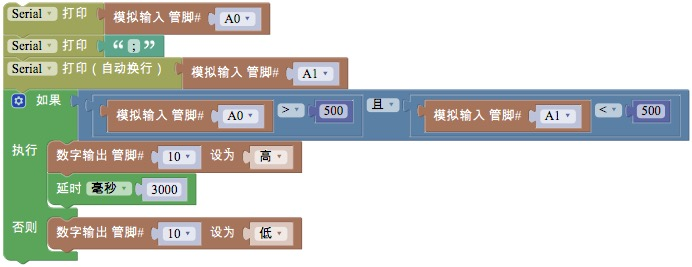 Serial 打印 模拟输入 管脚# A0
Serial 打印 “ ; ”
Serial 打印（自动换行） 模拟输入 管脚# A1
如果 模拟输入 管脚# A0 > 500 且 模拟输入 管脚# A1 < 500
执行 数字输出 管脚# 10 设为 高
延时 毫秒 3000
否则 数字输出 管脚# 10 设为 低